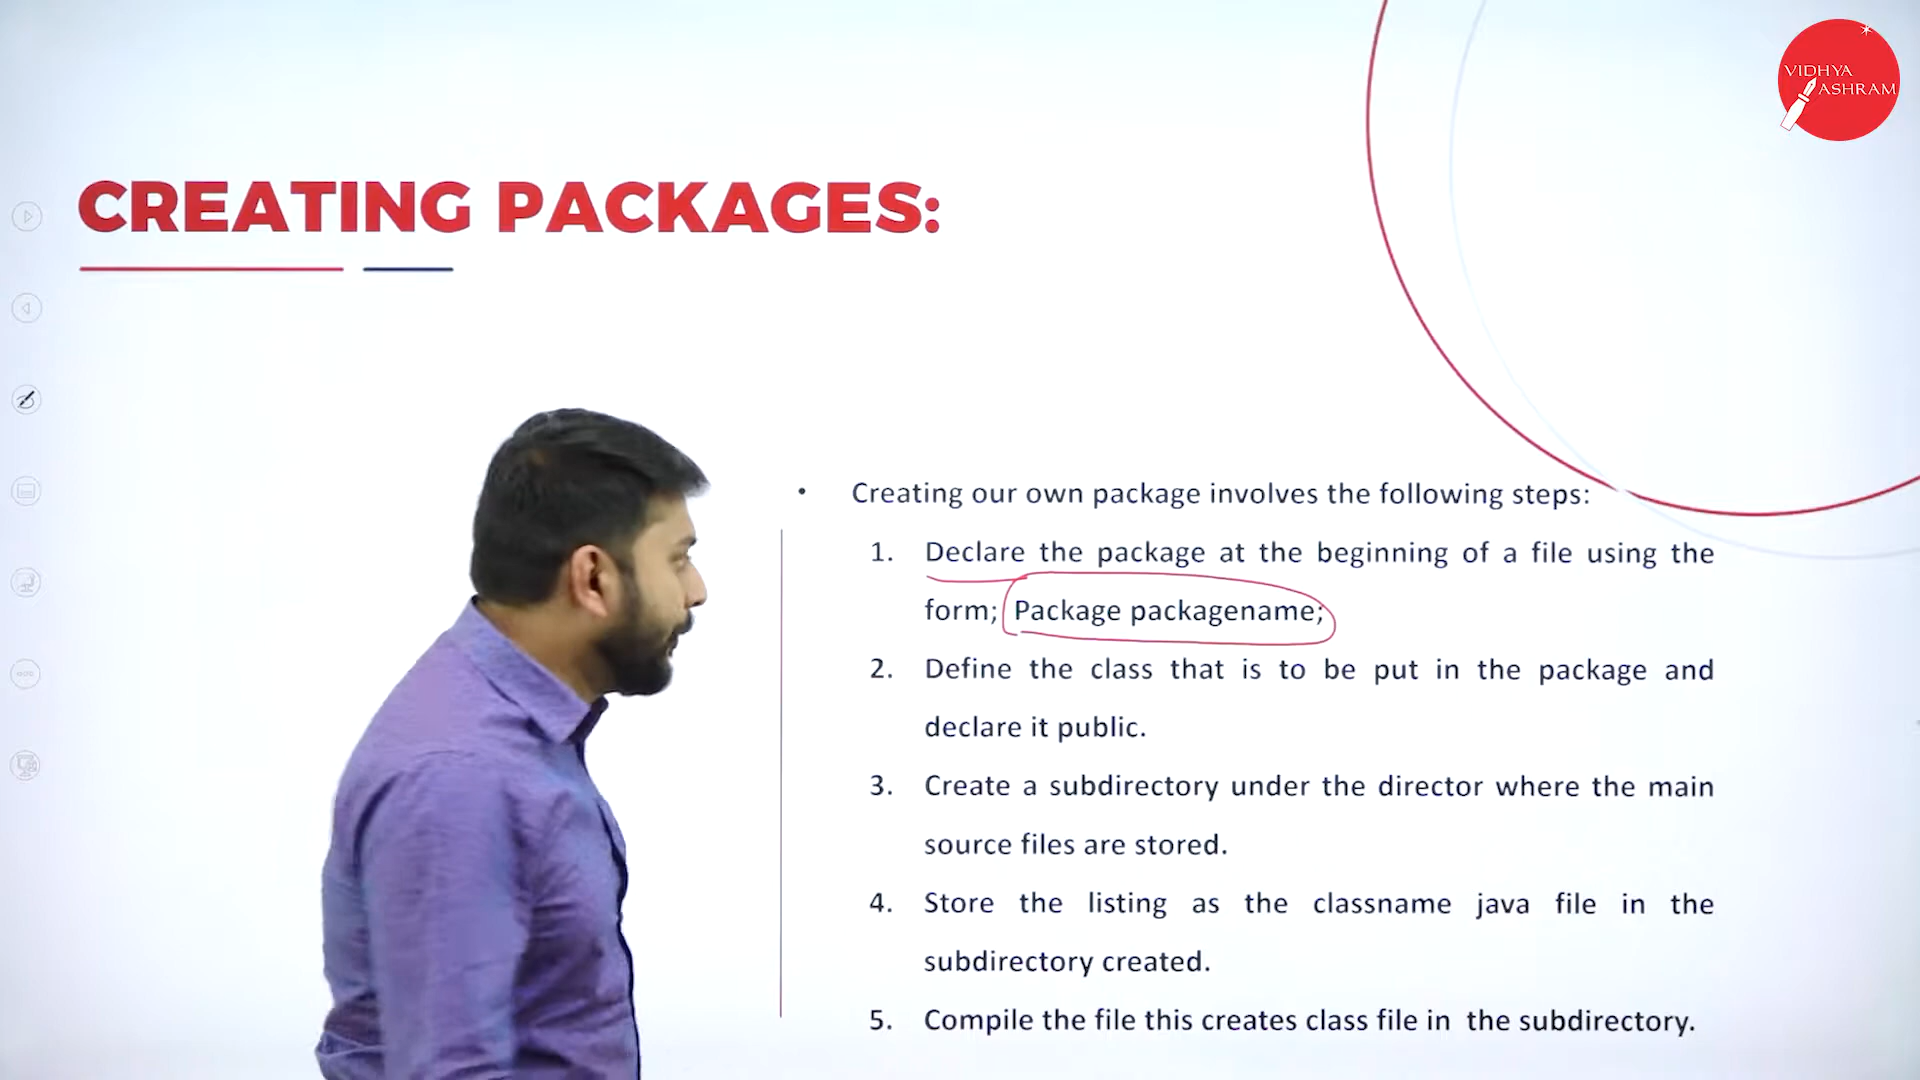 VIDHYA
ASHRAM
CREATING PACKAGES:
• Creating our own package involves the following steps:
1. Declare the package at the beginning of a file using the
form; Package packagename;
2. Define the class that is to be put in the package and
declare it public.
3. Create a subdirectory under the director where the main
source files are stored.
4. Store the listing as the classname java file in the
subdirectory created.
5. Compile the file this creates class file in the subdirectory.